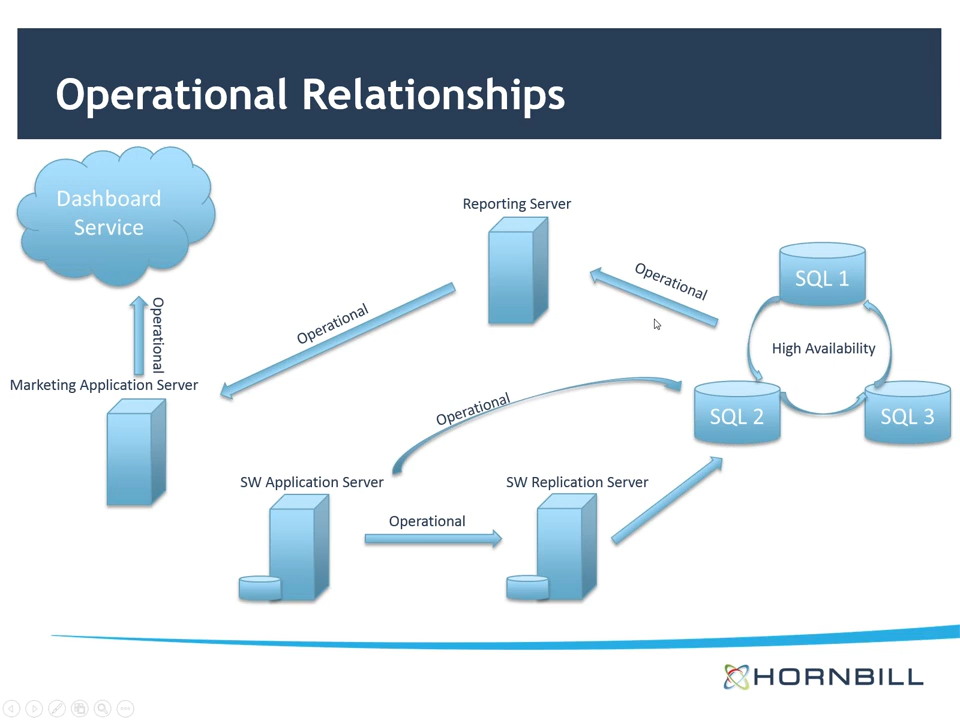 Operational Relationships
Dashboard
Service
Reporting Server
Operational
SQL 1
Operational
Operational
High Availability
Marketing Application Server
Operational
SQL 2
SQL 3
SW Application Server
SW Replication Server
Operational
HORNBILL